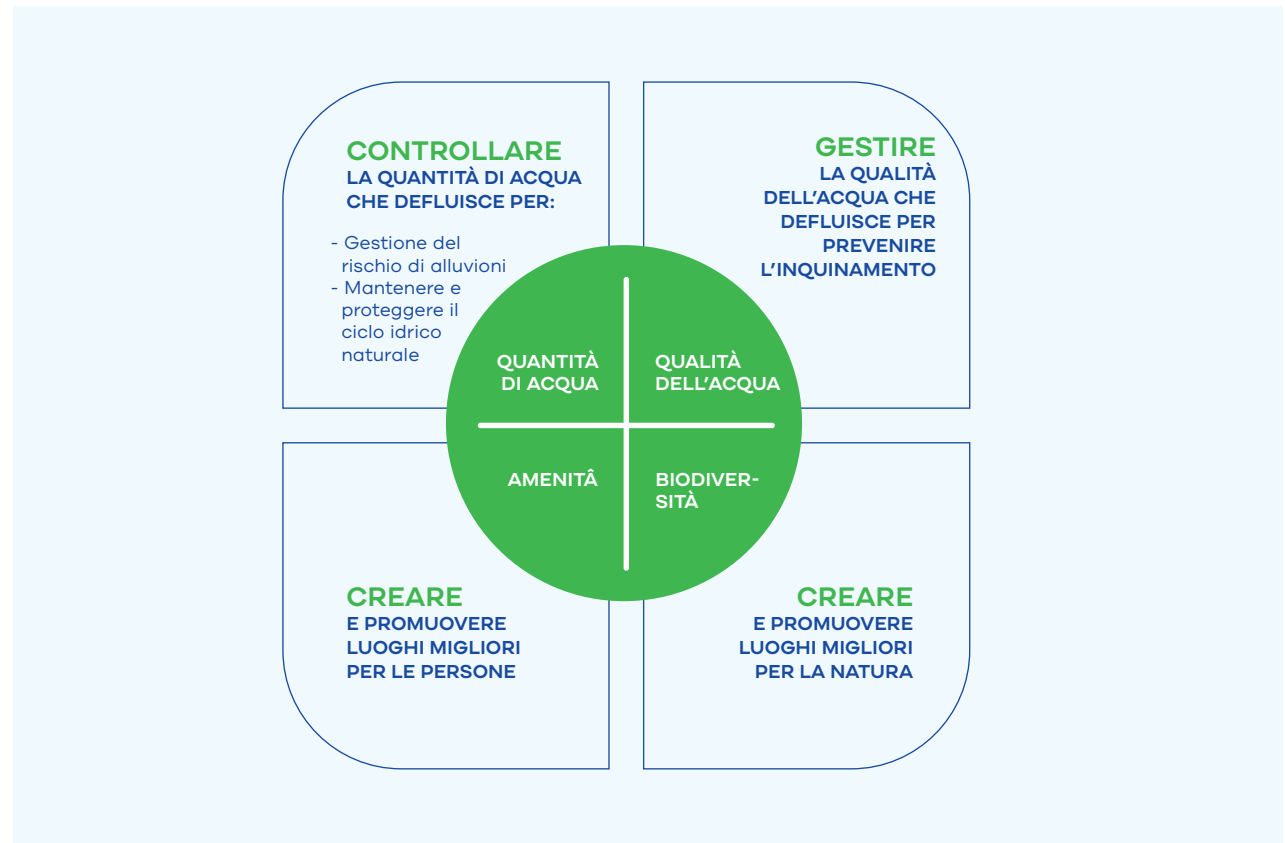 CONTROLLARE
LA QUANTITÀ DI ACQUA
CHE DEFLUISCE PER:
- Gestione del
rischio di alluvioni
- Mantenere e
proteggere il
ciclo idrico
naturale
GESTIRE
LA QUALITÀ
DELL’ACQUA CHE
DEFLUISCE PER
PREVENIRE
L’INQUINAMENTO
QUANTITÀ
DI ACQUA
QUALITÀ
DELL’ACQUA
AMENITÂ
BIODIVER-
SITÀ
CREARE
E PROMUOVERE
LUOGHI MIGLIORI
PER LE PERSONE
CREARE
E PROMUOVERE
LUOGHI MIGLIORI
PER LA NATURA